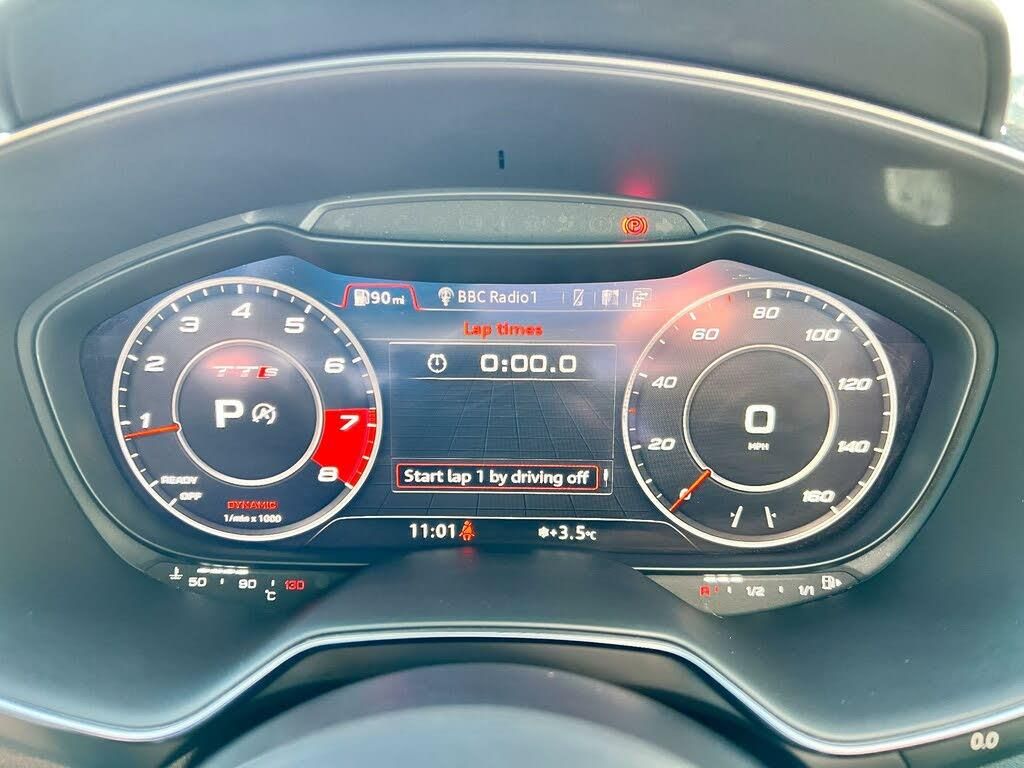 P
90 mi
BBC Radio1
Lap times
0:00.0
Start lap 1 by driving off
11:01
+3.5°C
TTS
P
A
1
2
3
4
5
6
7
8
READY
OFF
DYNAMIC
1/min x 1000
20
40
60
80
100
120
140
160
0
MPH
50
90
130
°C
R
1/2
1/1
0.0